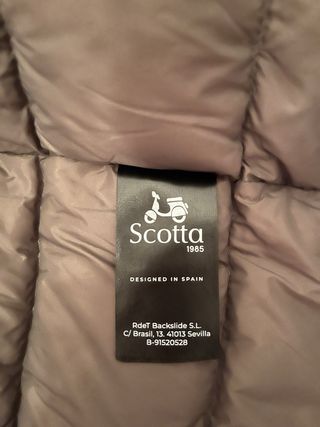 Scotta
1985
DESIGNED IN SPAIN
RdeT Backslide S.L.
C/ Brasil, 13. 41013 Sevilla
B-91520528